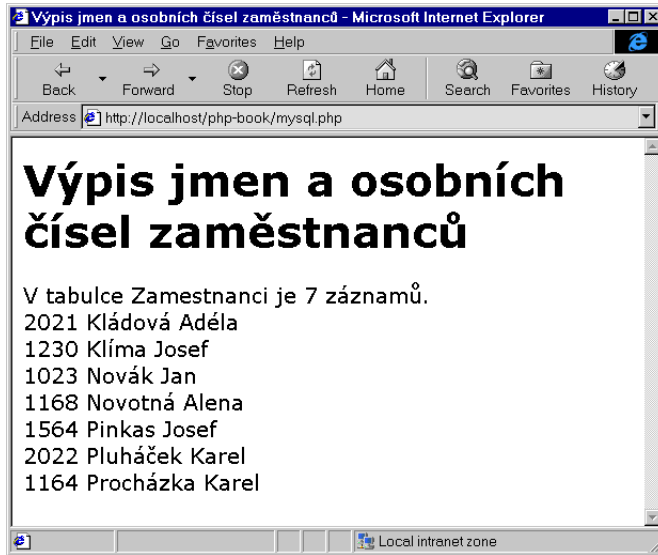 Výpis jmen a osobních čísel zaměstnanců - Microsoft Internet Explorer
File Edit View Go Favorites Help
Back Forward Stop Refresh Home Search Favorites History
Address http://localhost/php-book/mysql.php
Výpis jmen a osobních
čísel zaměstnanců
V tabulce Zamestnanci je 7 záznamů.
2021 Kládová Adéla
1230 Klíma Josef
1023 Novák Jan
1168 Novotná Alena
1564 Pinkas Josef
2022 Pluháček Karel
1164 Procházka Karel
Local intranet zone